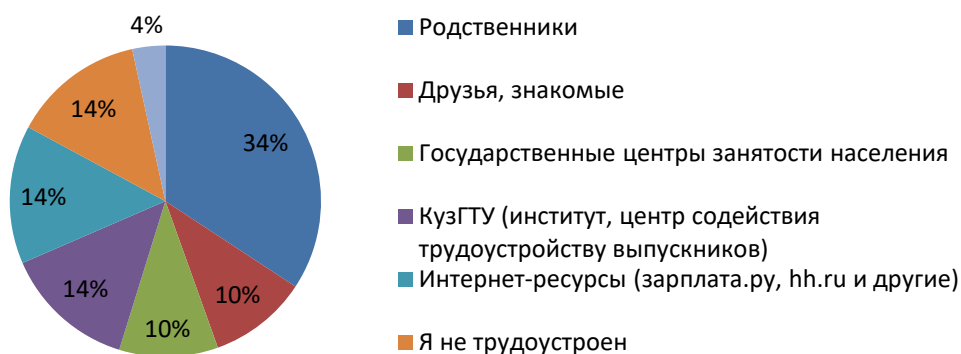 4%
34%
10%
10%
14%
14%
14%
Родственники
Друзья, знакомые
Государственные центры занятости населения
КузГТУ (институт, центр содействия
трудоустройству выпускников)
Интернет-ресурсы (зарплата.ру, hh.ru и другие)
Я не трудоустроен